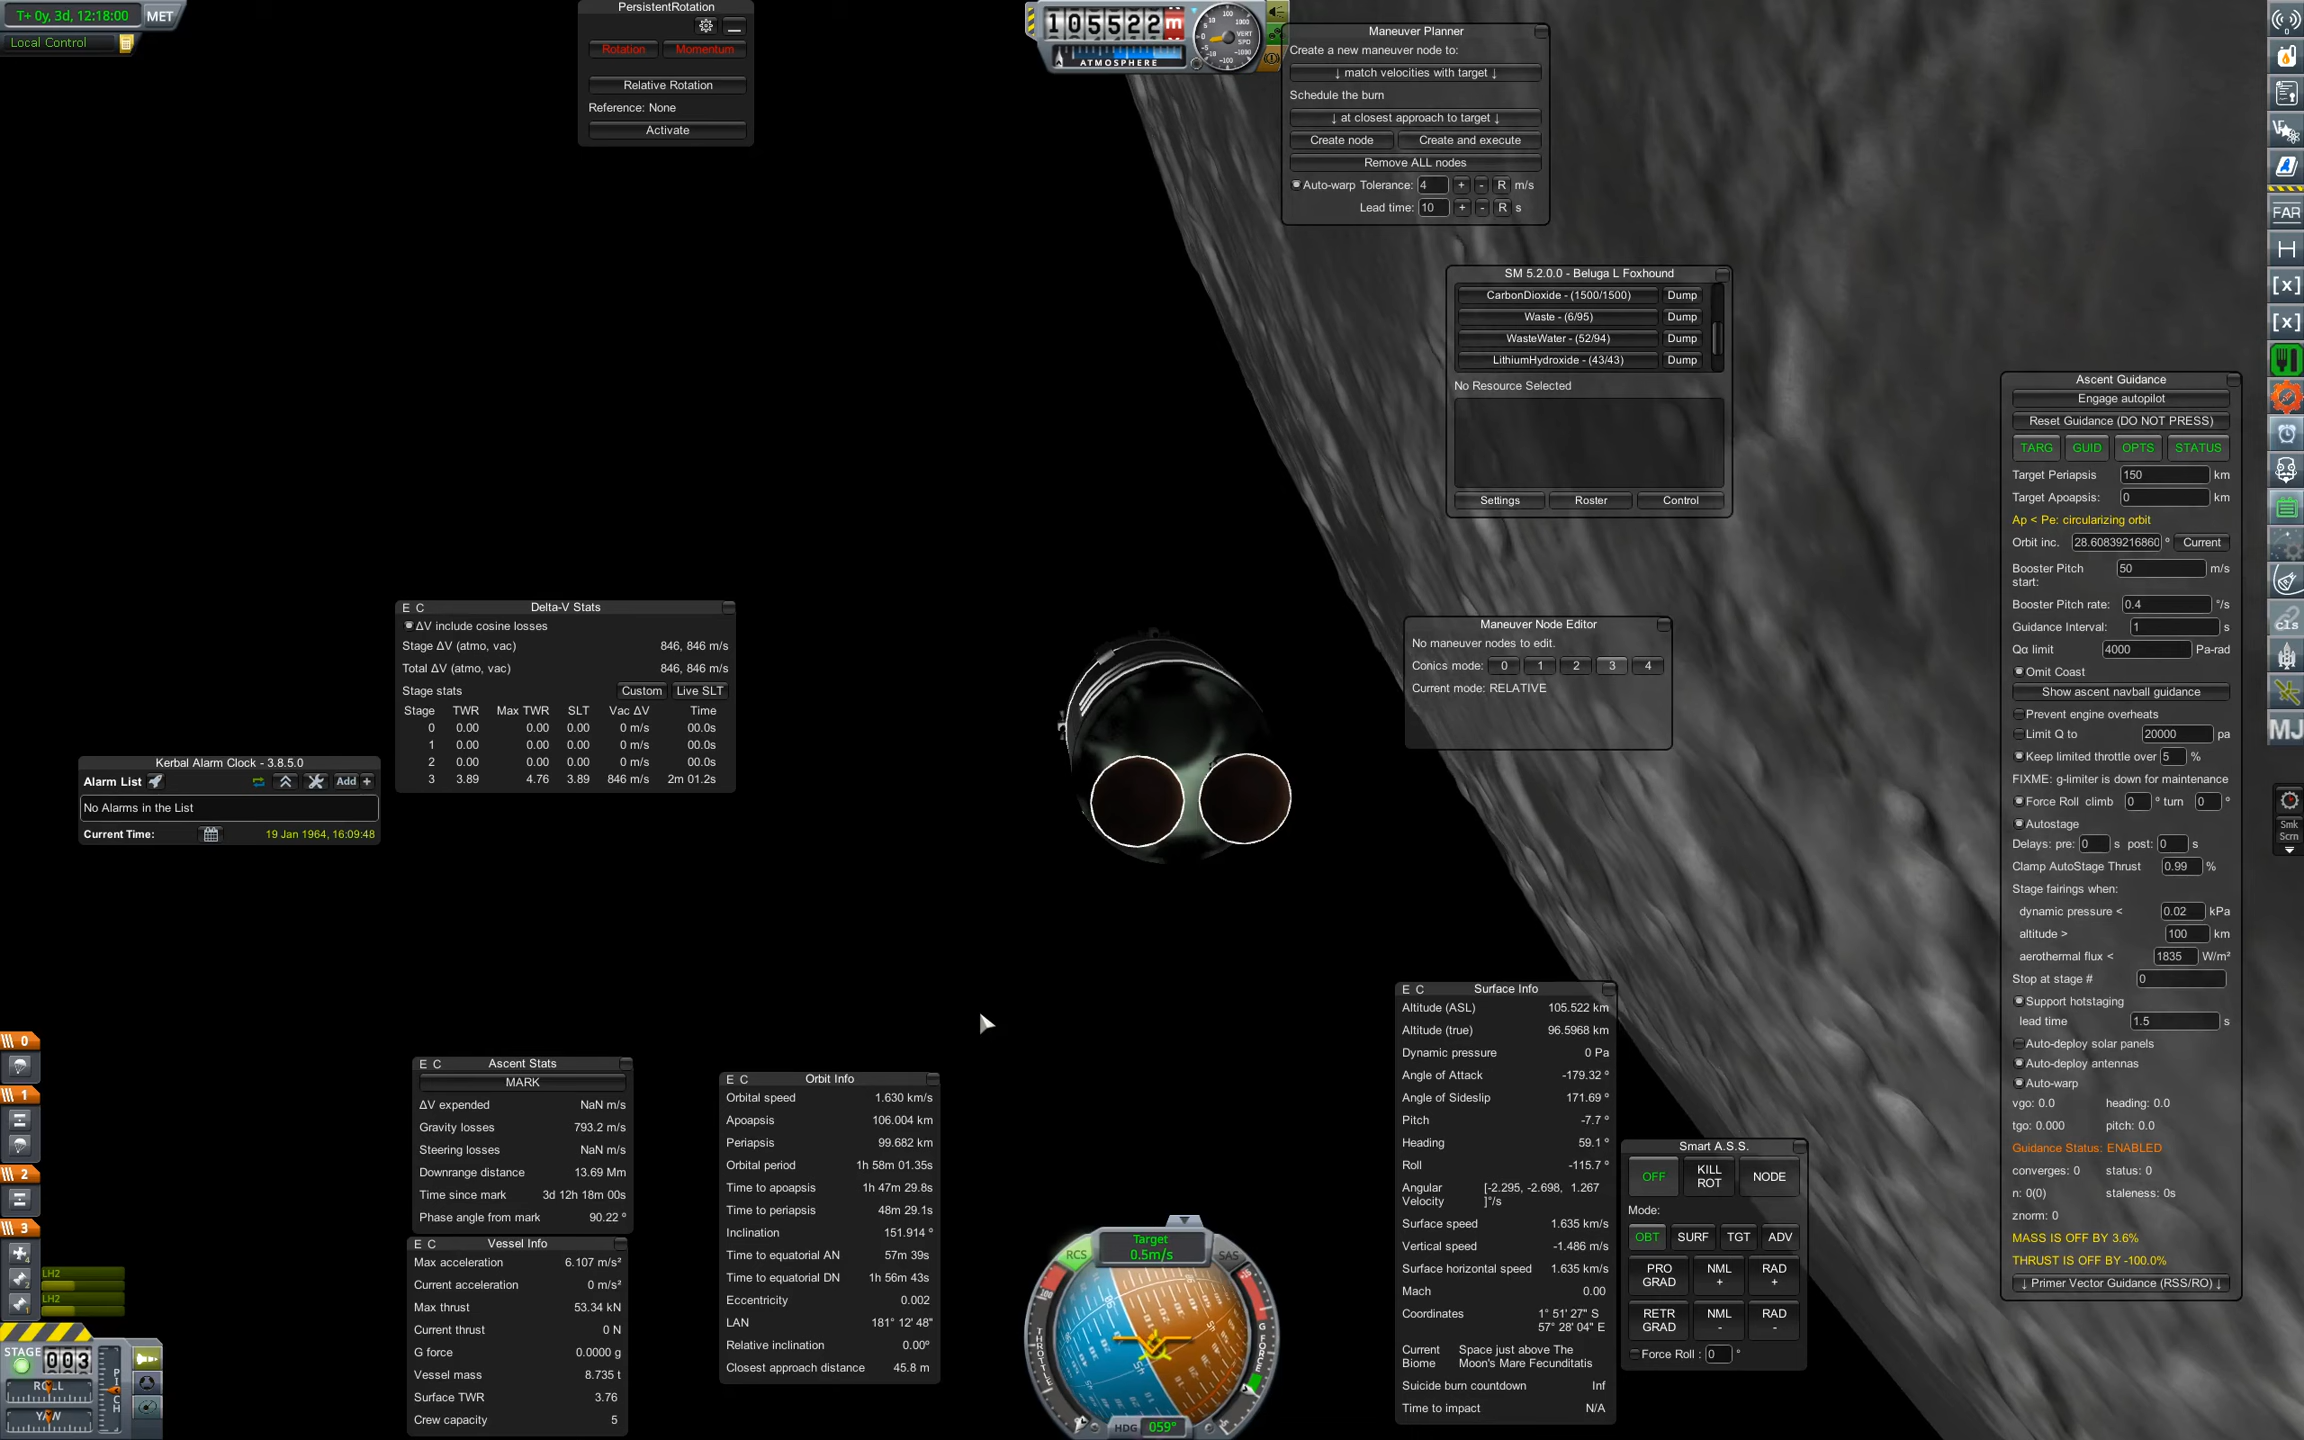 T+ 0y, 3d, 12:18:00 MET
Local Control
PersistentRotation
Rotation Momentum
Relative Rotation
Reference: None
Activate
105522m
ATMOSPHERE
VERT SPD
Maneuver Planner
Create a new maneuver node to:
↓ match velocities with target ↓
Schedule the burn
↓ at closest approach to target ↓
Create node Create and execute
Remove ALL nodes
Auto-warp Tolerance: 4 + - R m/s
Lead time: 10 + - R s
SM 5.2.0.0 - Beluga L Foxhound
CarbonDioxide - (1500/1500) Dump
Waste - (6/95) Dump
WasteWater - (52/94) Dump
LithiumHydroxide - (43/43) Dump
No Resource Selected
Settings Roster Control
FAR
[x]
[x]
cls
MJ
Smk
Scrn
Ascent Guidance
Engage autopilot
Reset Guidance (DO NOT PRESS)
TARG GUID OPTS STATUS
Target Periapsis 150 km
Target Apoapsis: 0 km
Ap < Pe: circularizing orbit
Orbit inc. 28.60839216860 º Current
Booster Pitch start: 50 m/s
Booster Pitch rate: 0.4 °/s
Guidance Interval: 1 s
Qα limit 4000 Pa-rad
Omit Coast
Show ascent navball guidance
Prevent engine overheats
Limit Q to 20000 pa
Keep limited throttle over 5 %
FIXME: g-limiter is down for maintenance
Force Roll climb 0 º turn 0 º
Autostage
Delays: pre: 0 s post: 0 s
Clamp AutoStage Thrust 0.99 %
Stage fairings when:
dynamic pressure < 0.02 kPa
altitude > 100 km
aerothermal flux < 1835 W/m²
Stop at stage # 0
Support hotstaging
lead time 1.5 s
Auto-deploy solar panels
Auto-deploy antennas
Auto-warp
vgo: 0.0 heading: 0.0
tgo: 0.000 pitch: 0.0
Guidance Status: ENABLED
converges: 0 status: 0
n: 0(0) staleness: 0s
znorm: 0
MASS IS OFF BY 3.6%
THRUST IS OFF BY -100.0%
↓ Primer Vector Guidance (RSS/RO) ↓
E C Delta-V Stats
ΔV include cosine losses
Stage ΔV (atmo, vac) 846, 846 m/s
Total ΔV (atmo, vac) 846, 846 m/s
Stage stats Custom Live SLT
Stage TWR Max TWR SLT Vac ΔV Time
0 0.00 0.00 0.00 0 m/s 00.0s
1 0.00 0.00 0.00 0 m/s 00.0s
2 0.00 0.00 0.00 0 m/s 00.0s
3 3.89 4.76 3.89 846 m/s 2m 01.2s
Maneuver Node Editor
No maneuver nodes to edit.
Conics mode: 0 1 2 3 4
Current mode: RELATIVE
Kerbal Alarm Clock - 3.8.5.0
Alarm List Add +
No Alarms in the List
Current Time: 19 Jan 1964, 16:09:48
E C Ascent Stats
MARK
ΔV expended NaN m/s
Gravity losses 793.2 m/s
Steering losses NaN m/s
Downrange distance 13.69 Mm
Time since mark 3d 12h 18m 00s
Phase angle from mark 90.22 º
E C Vessel Info
Max acceleration 6.107 m/s²
Current acceleration 0 m/s²
Max thrust 53.34 kN
Current thrust 0 N
G force 0.0000 g
Vessel mass 8.735 t
Surface TWR 3.76
Crew capacity 5
E C Orbit Info
Orbital speed 1.630 km/s
Apoapsis 106.004 km
Periapsis 99.682 km
Orbital period 1h 58m 01.35s
Time to apoapsis 1h 47m 29.8s
Time to periapsis 48m 29.1s
Inclination 151.914 º
Time to equatorial AN 57m 39s
Time to equatorial DN 1h 56m 43s
Eccentricity 0.002
LAN 181° 12' 48"
Relative inclination 0.00º
Closest approach distance 45.8 m
E C Surface Info
Altitude (ASL) 105.522 km
Altitude (true) 96.5968 km
Dynamic pressure 0 Pa
Angle of Attack -179.32 º
Angle of Sideslip 171.69 º
Pitch -7.7 º
Heading 59.1 º
Roll -115.7 º
Angular Velocity [-2.295, -2.698, 1.267 ]°/s
Surface speed 1.635 km/s
Vertical speed -1.486 m/s
Surface horizontal speed 1.635 km/s
Mach 0.00
Coordinates 1° 51' 27" S
57° 28' 04" E
Current Biome Space just above The Moon's Mare Fecunditatis
Suicide burn countdown Inf
Time to impact N/A
Smart A.S.S.
OFF KILL ROT NODE
Mode:
OBT SURF TGT ADV
PRO GRAD NML + RAD +
RETR GRAD NML - RAD -
Force Roll : 0 °
0
1
2
3
LH2
LH2
STAGE 003
ROLL
YAW
PITCH
RCS Target SAS
0.5m/s
THROTTLE
G FORCE
HDG 059°